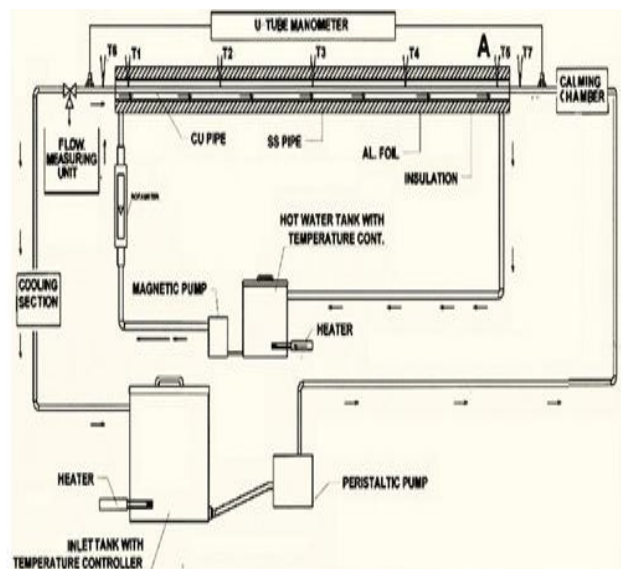 U-TUBE MANOMETER
T6
T1
T2
T3
T4
A
T5
T7
CALMING
CHAMBER
CU PIPE
SS PIPE
AL. FOIL
INSULATION
FLOW
MEASURING
UNIT
ROTAMETER
HOT WATER TANK WITH
TEMPERATURE CONT.
COOLING
SECTION
MAGNETIC PUMP
HEATER
HEATER
PERISTALTIC PUMP
INLET TANK WITH
TEMPERATURE CONTROLLER